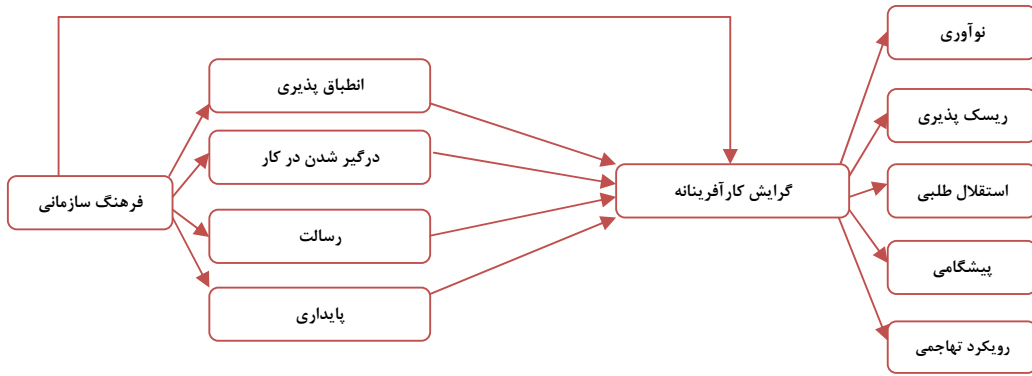 نوآوری
انطباق پذیری
ریسک پذیری
درگیر شدن در کار
گرایش کارآفرینانه
استقلال طلبی
فرهنگ سازمانی
رسالت
پیشگامی
پایداری
رویکرد تهاجمی